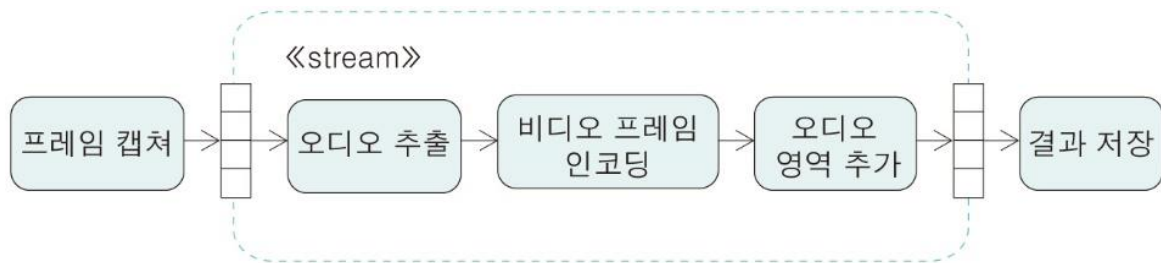 《stream》
프레임 캡쳐
오디오 추출
비디오 프레임
인코딩
오디오
영역 추가
결과 저장